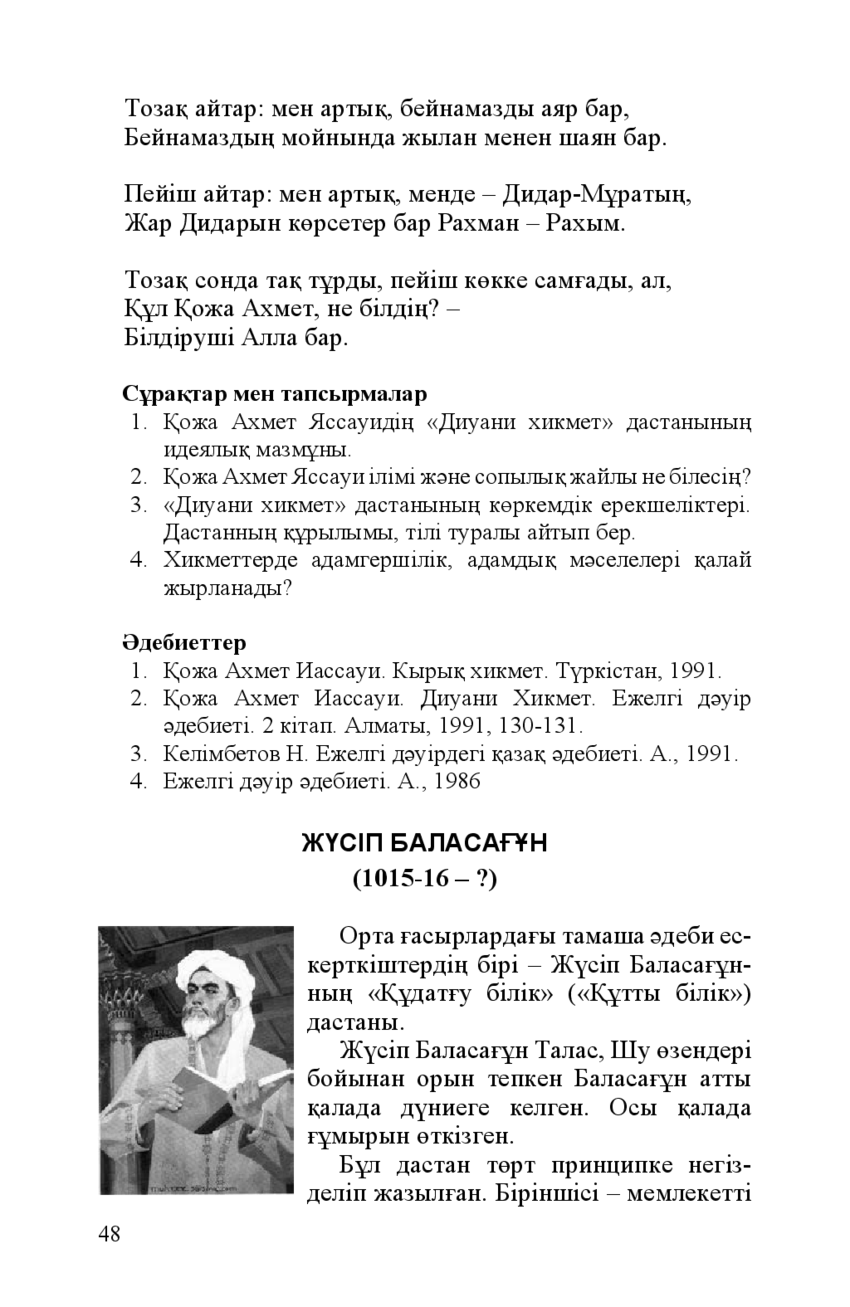 Тозақ айтар: мен артық, бейнамазды аяр бар,
Бейнамаздың мойнында жылан менен шаян бар.
Пейіш айтар: мен артық, менде – Дидар-Мұратың,
Жар Дидарын көрсетер бар Рахман – Рахым.
Тозақ сонда тақ тұрды, пейіш көкке самғады, ал,
Құл Қожа Ахмет, не білдің? –
Білдіруші Алла бар.
Сұрақтар мен тапсырмалар
1. Қожа Ахмет Яссауидің «Диуани хикмет» дастанының
идеялық мазмұны.
2. Қожа Ахмет Яссауи ілімі және сопылық жайлы не білесің?
3. «Диуани хикмет» дастанының көркемдік ерекшеліктері.
Дастанның құрылымы, тілі туралы айтып бер.
4. Хикметтерде адамгершілік, адамдық мәселелері қалай
жырланады?
Әдебиеттер
1. Қожа Ахмет Иассауи. Кырық хикмет. Түркістан, 1991.
2. Қожа Ахмет Иассауи. Диуани Хикмет. Ежелгі дәуір
әдебиеті. 2 кітап. Алматы, 1991, 130-131.
3. Келімбетов Н. Ежелгі дәуірдегі қазақ әдебиеті. А., 1991.
4. Ежелгі дәуір әдебиеті. А., 1986
ЖҮСІП БАЛАСАҒҰН
(1015-16 – ?)
Орта ғасырлардағы тамаша әдеби ес-
керткіштердің бірі – Жүсіп Баласағұн-
ның «Құдатғу білік» («Құтты білік»)
дастаны.
Жүсіп Баласағұн Талас, Шу өзендері
бойынан орын тепкен Баласағұн атты
қалада дүниеге келген. Осы қалада
ғұмырын өткізген.
Бұл дастан төрт принципке негіз-
деліп жазылған. Біріншісі – мемлекетті
48